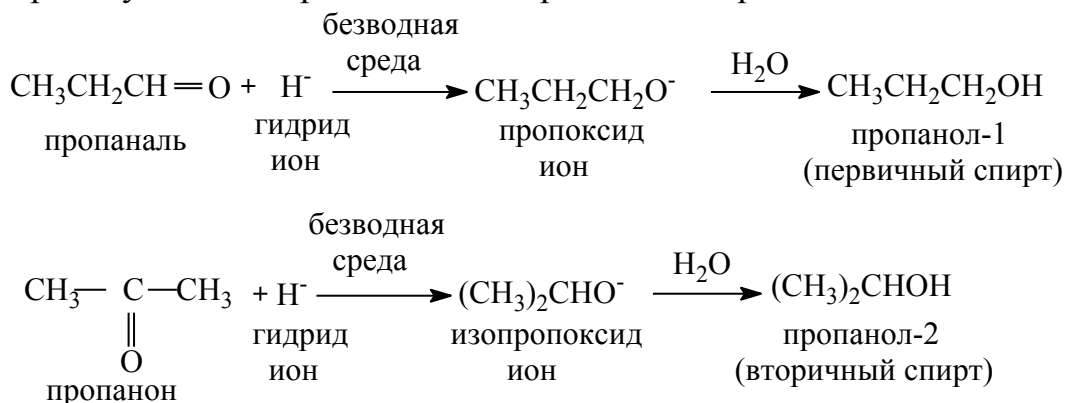 безводная
среда
CH₃CH₂CH=O + H⁻ → CH₃CH₂CH₂O⁻ H₂O → CH₃CH₂CH₂OH
пропаналь гидрид ион пропоксид ион пропанол-1
(первичный спирт)
безводная
среда
CH₃— C —CH₃ + H⁻ → (CH₃)₂CHO⁻ H₂O → (CH₃)₂CHOH
O
пропанон гидрид ион изопропоксид ион пропанол-2
(вторичный спирт)